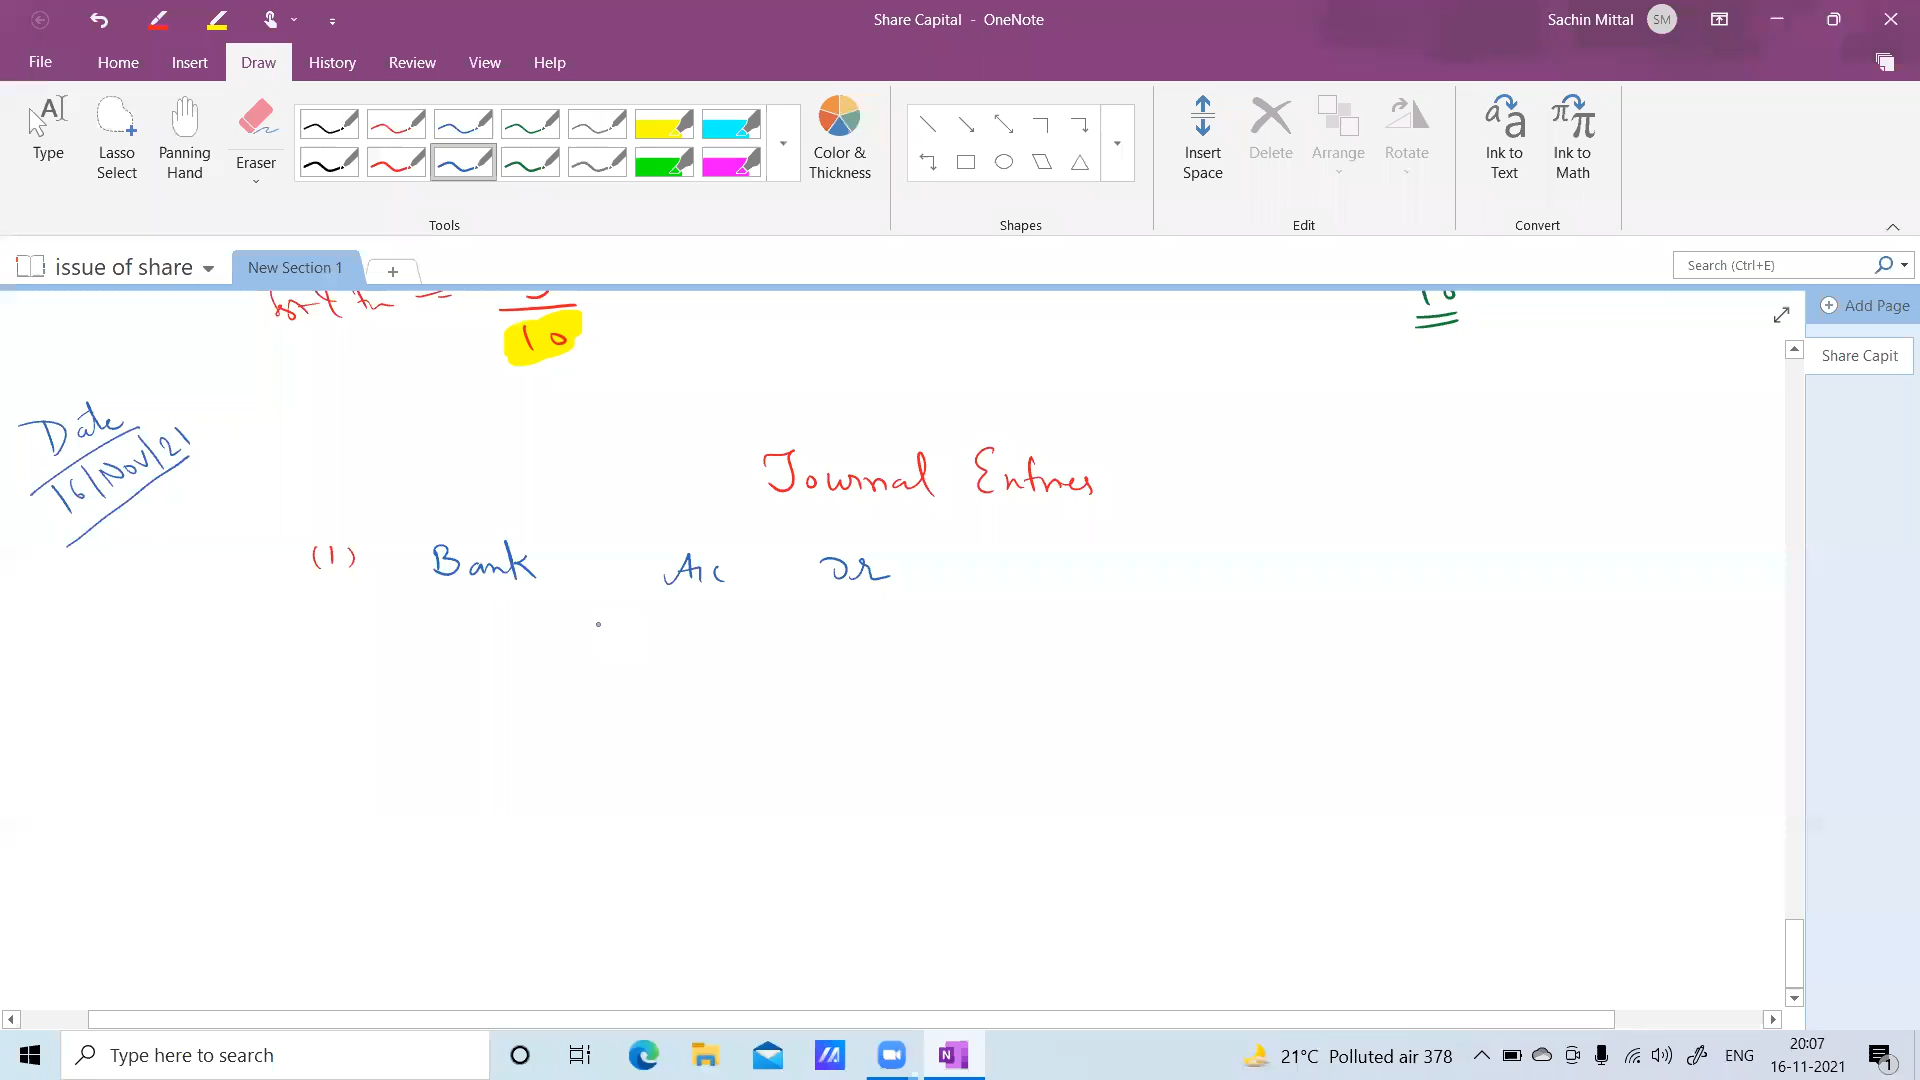 Share Capital - OneNote
Sachin Mittal SM
File Home Insert Draw History Review View Help
Type
Lasso Select
Panning Hand
Eraser
Color & Thickness
Insert Space
Delete
Arrange
Rotate
Ink to Text
Ink to Math
Tools
Shapes
Edit
Convert
issue of share
New Section 1
Search (Ctrl+E)
Add Page
Share Capit
10
10
Date
16/Nov/21
Journal Entries
(1) Bank A/c Dr
Type here to search
21°C Polluted air 378
ENG
20:07
16-11-2021
1